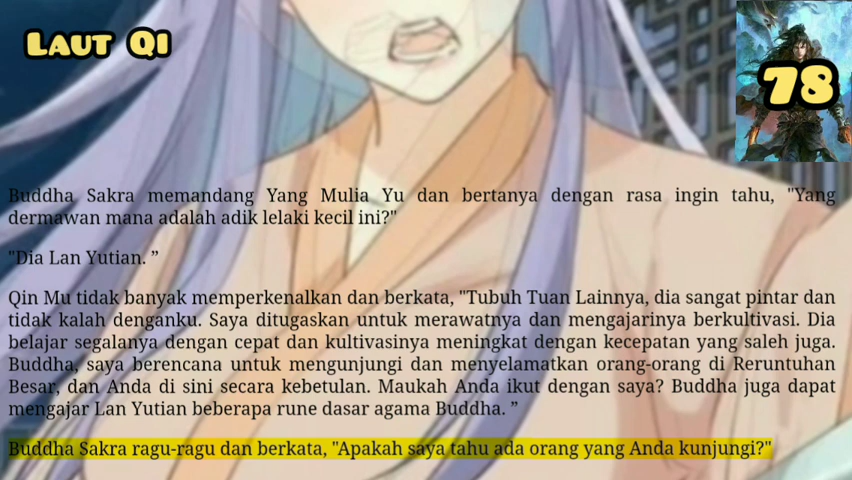 Laut Qi
78
Buddha Sakra memandang Yang Mulia Yu dan bertanya dengan rasa ingin tahu, "Yang
dermawan mana adalah adik lelaki kecil ini?"
"Dia Lan Yutian. ”
Qin Mu tidak banyak memperkenalkan dan berkata, "Tubuh Tuan Lainnya, dia sangat pintar dan
tidak kalah denganku. Saya ditugaskan untuk merawatnya dan mengajarinya berkultivasi. Dia
belajar segalanya dengan cepat dan kultivasinya meningkat dengan kecepatan yang saleh juga.
Buddha, saya berencana untuk mengunjungi dan menyelamatkan orang-orang di Reruntuhan
Besar, dan Anda di sini secara kebetulan. Maukah Anda ikut dengan saya? Buddha juga dapat
mengajar Lan Yutian beberapa rune dasar agama Buddha. ”
Buddha Sakra ragu-ragu dan berkata, "Apakah saya tahu ada orang yang Anda kunjungi?"